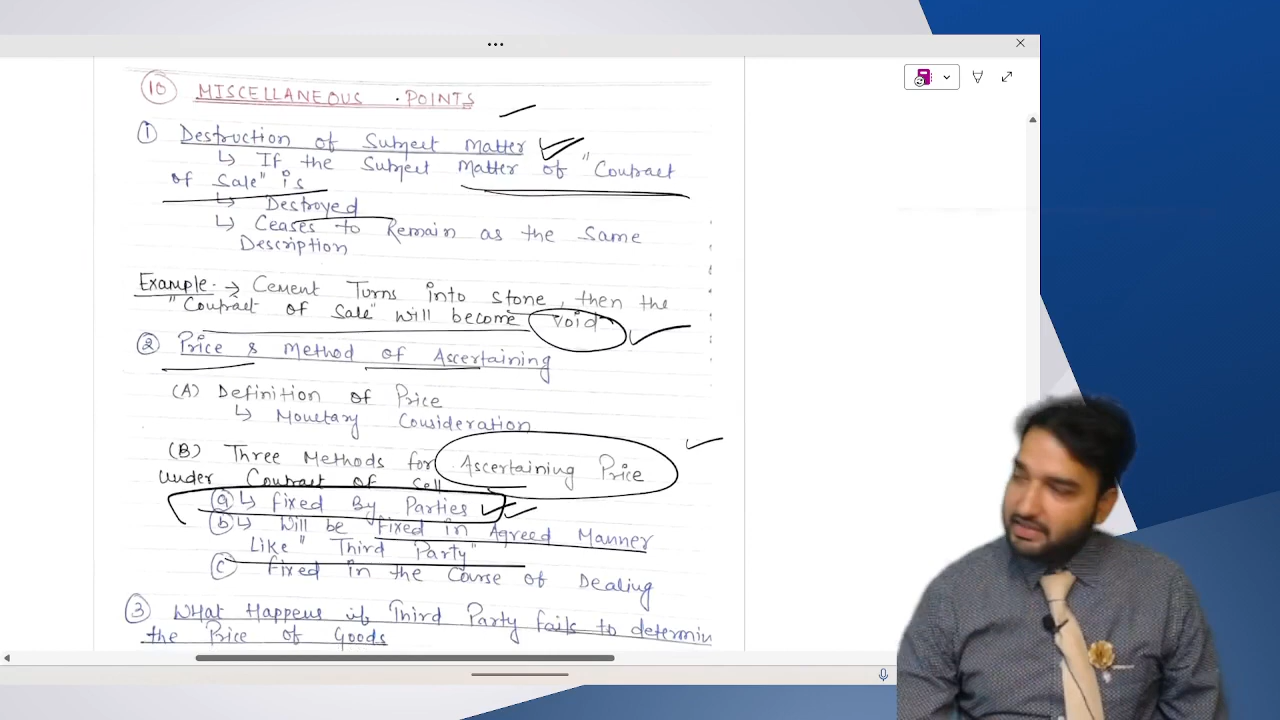 10 MISCELLANEOUS POINTS
① Destruction of Subject Matter
↳ If the Subject Matter of "Contract
of Sale" is
↳ Destroyed
↳ Ceases to Remain as the Same
Description
Example → Cement Turns into stone, then the
"Contract of Sale" will become void
② Price & Method of Ascertaining
(A) Definition of Price
↳ Monetary Consideration
(B) Three Methods for Ascertaining Price
under Contract of Sell
ⓐ ↳ fixed By Parties
ⓑ ↳ Will be fixed in Agreed Manner
Like "Third Party"
ⓒ fixed in the Course of Dealing
③ WHAT Happens if Third Party fails to determin
the Price of Goods